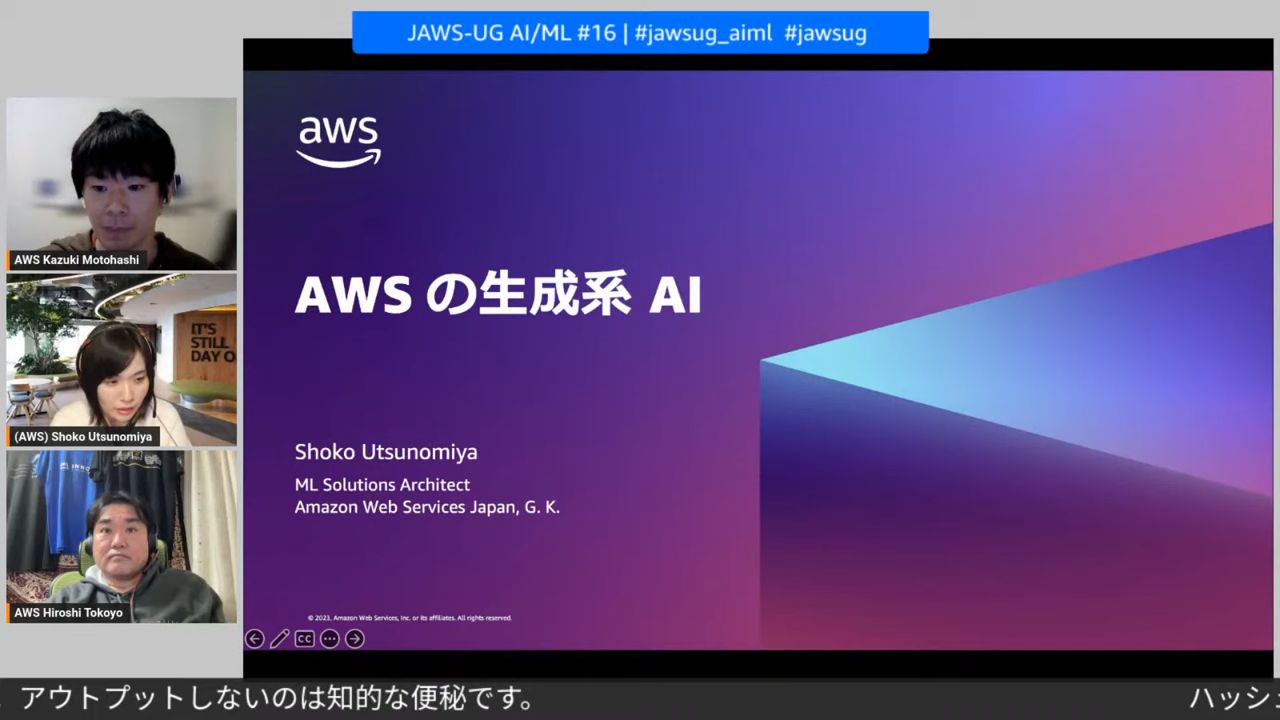 JAWS-UG AI/ML #16 | #jawsug_aiml #jawsug
aws
AWS の生成系 AI
Shoko Utsunomiya
ML Solutions Architect
Amazon Web Services Japan, G. K.
© 2023, Amazon Web Services, Inc. or its affiliates. All rights reserved.
CC
AWS Kazuki Motohashi
IT'S
STILL
DAY O
(AWS) Shoko Utsunomiya
AWS Hiroshi Tokoyo
アウトプットしないのは知的な便秘です。
ハッシ